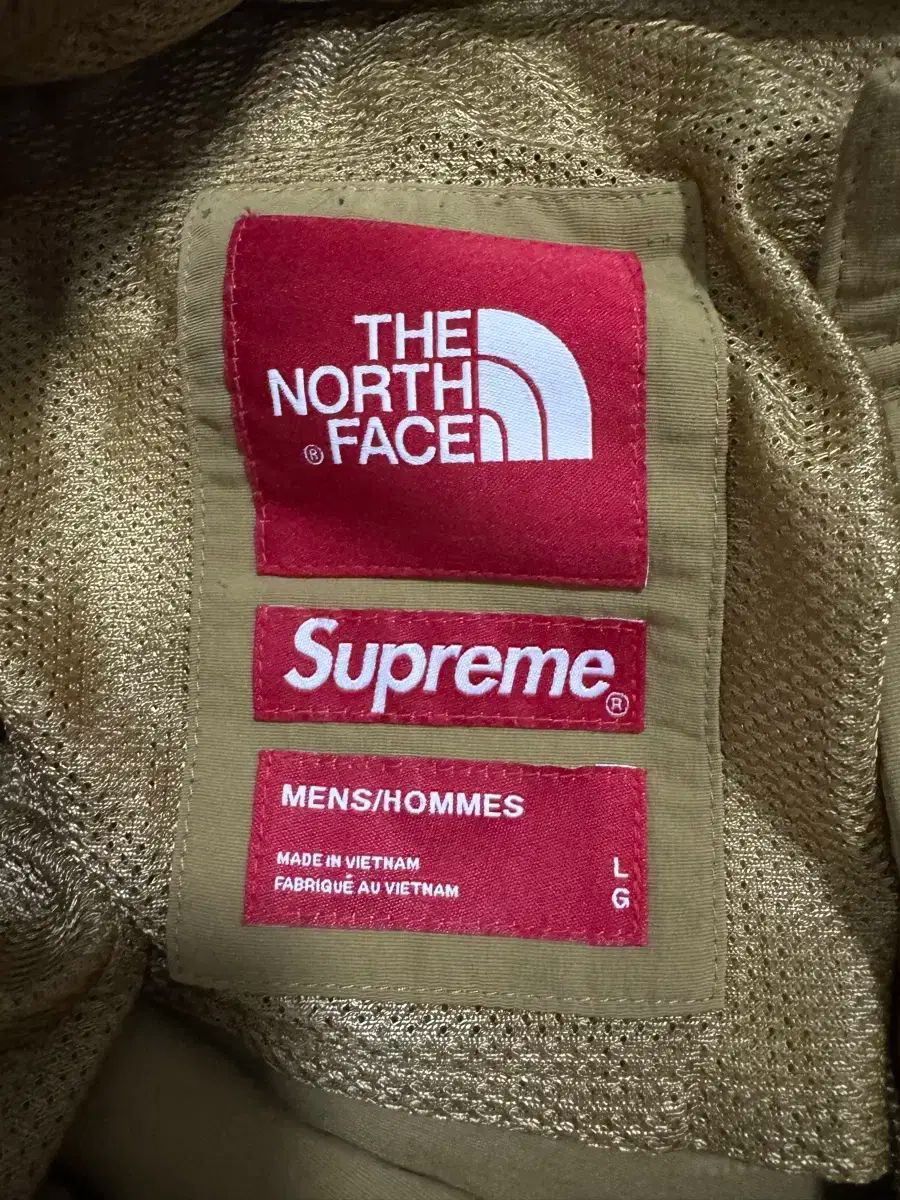 THE
NORTH
® FACE
Supreme ®
MENS/HOMMES
MADE IN VIETNAM L
FABRIQUÉ AU VIETNAM G